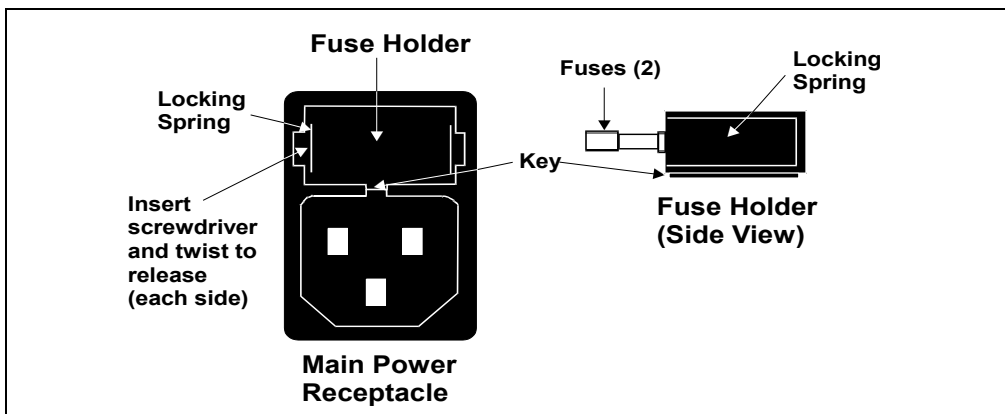 Fuse Holder
Locking
Spring
Insert
screwdriver
and twist to
release
(each side)
Key
Main Power
Receptacle
Fuses (2)
Locking
Spring
Fuse Holder
(Side View)